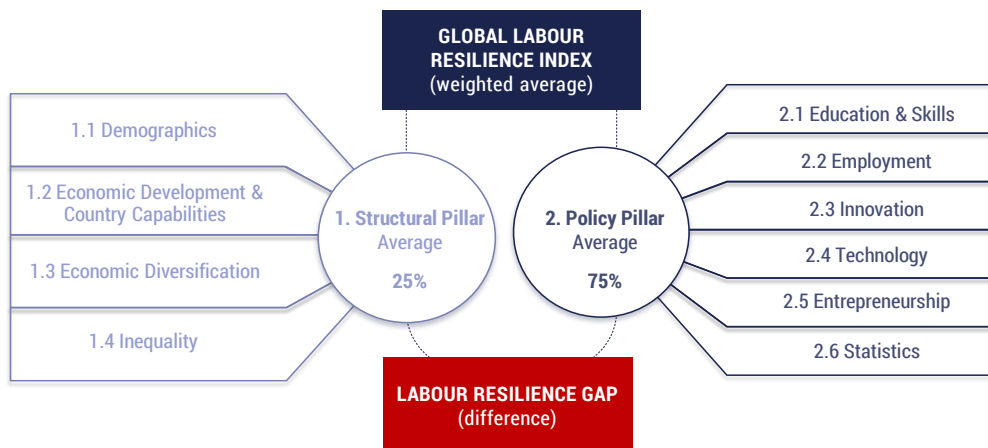 GLOBAL LABOUR
RESILIENCE INDEX
(weighted average)
1.1 Demographics
1.2 Economic Development &
Country Capabilities
1.3 Economic Diversification
1.4 Inequality
1. Structural Pillar
Average
25%
2. Policy Pillar
Average
75%
2.1 Education & Skills
2.2 Employment
2.3 Innovation
2.4 Technology
2.5 Entrepreneurship
2.6 Statistics
LABOUR RESILIENCE GAP
(difference)